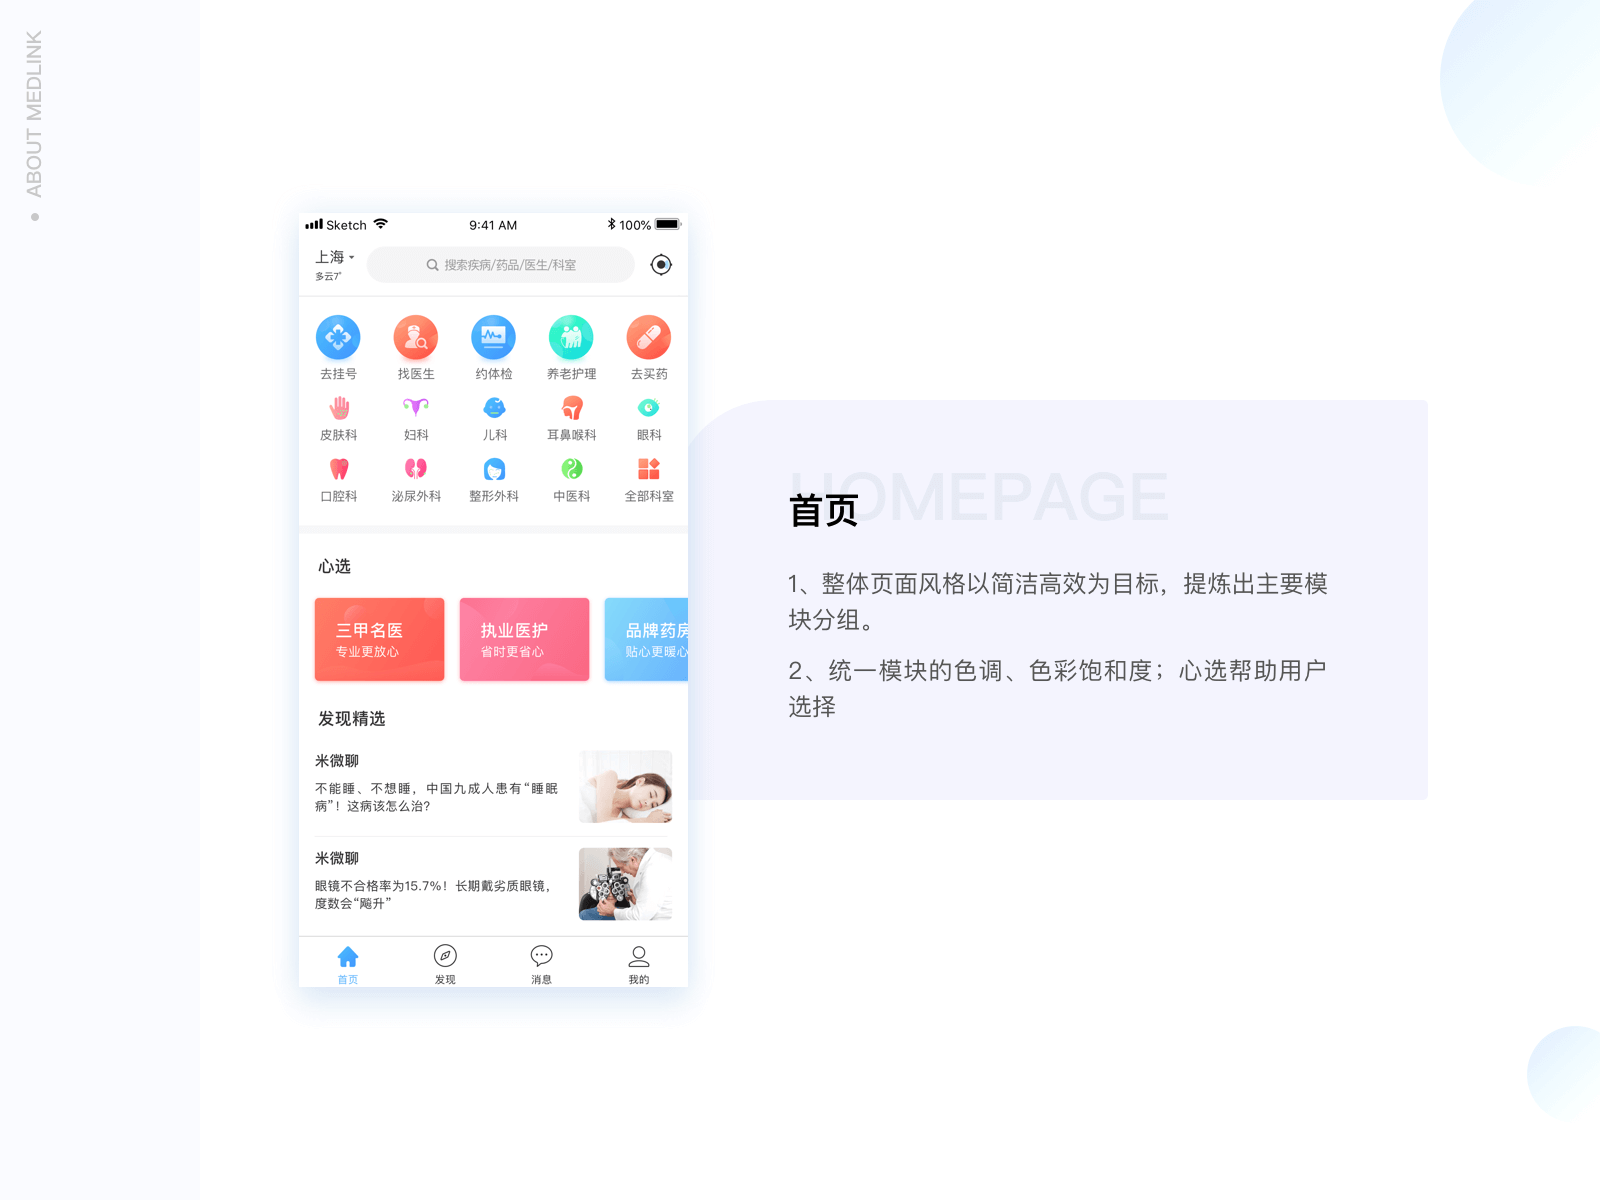 ABOUT MEDLINK
Sketch 9:41 AM 100%
上海
多云7°
搜索疾病/药品/医生/科室
去挂号 找医生 约体检 养老护理 去买药
皮肤科 妇科 儿科 耳鼻喉科 眼科
口腔科 泌尿外科 整形外科 中医科 全部科室
心选
三甲名医 执业医护 品牌药房
专业更放心 省时更省心 贴心更暖心
发现精选
米微聊
不能睡、不想睡，中国九成人患有“睡眠
病”！这病该怎么治？
米微聊
眼镜不合格率为15.7%！长期戴劣质眼镜，
度数会“飚升”
首页 发现 消息 我的
HOMEPAGE
首页
1、整体页面风格以简洁高效为目标，提炼出主要模
块分组。
2、统一模块的色调、色彩饱和度；心选帮助用户
选择